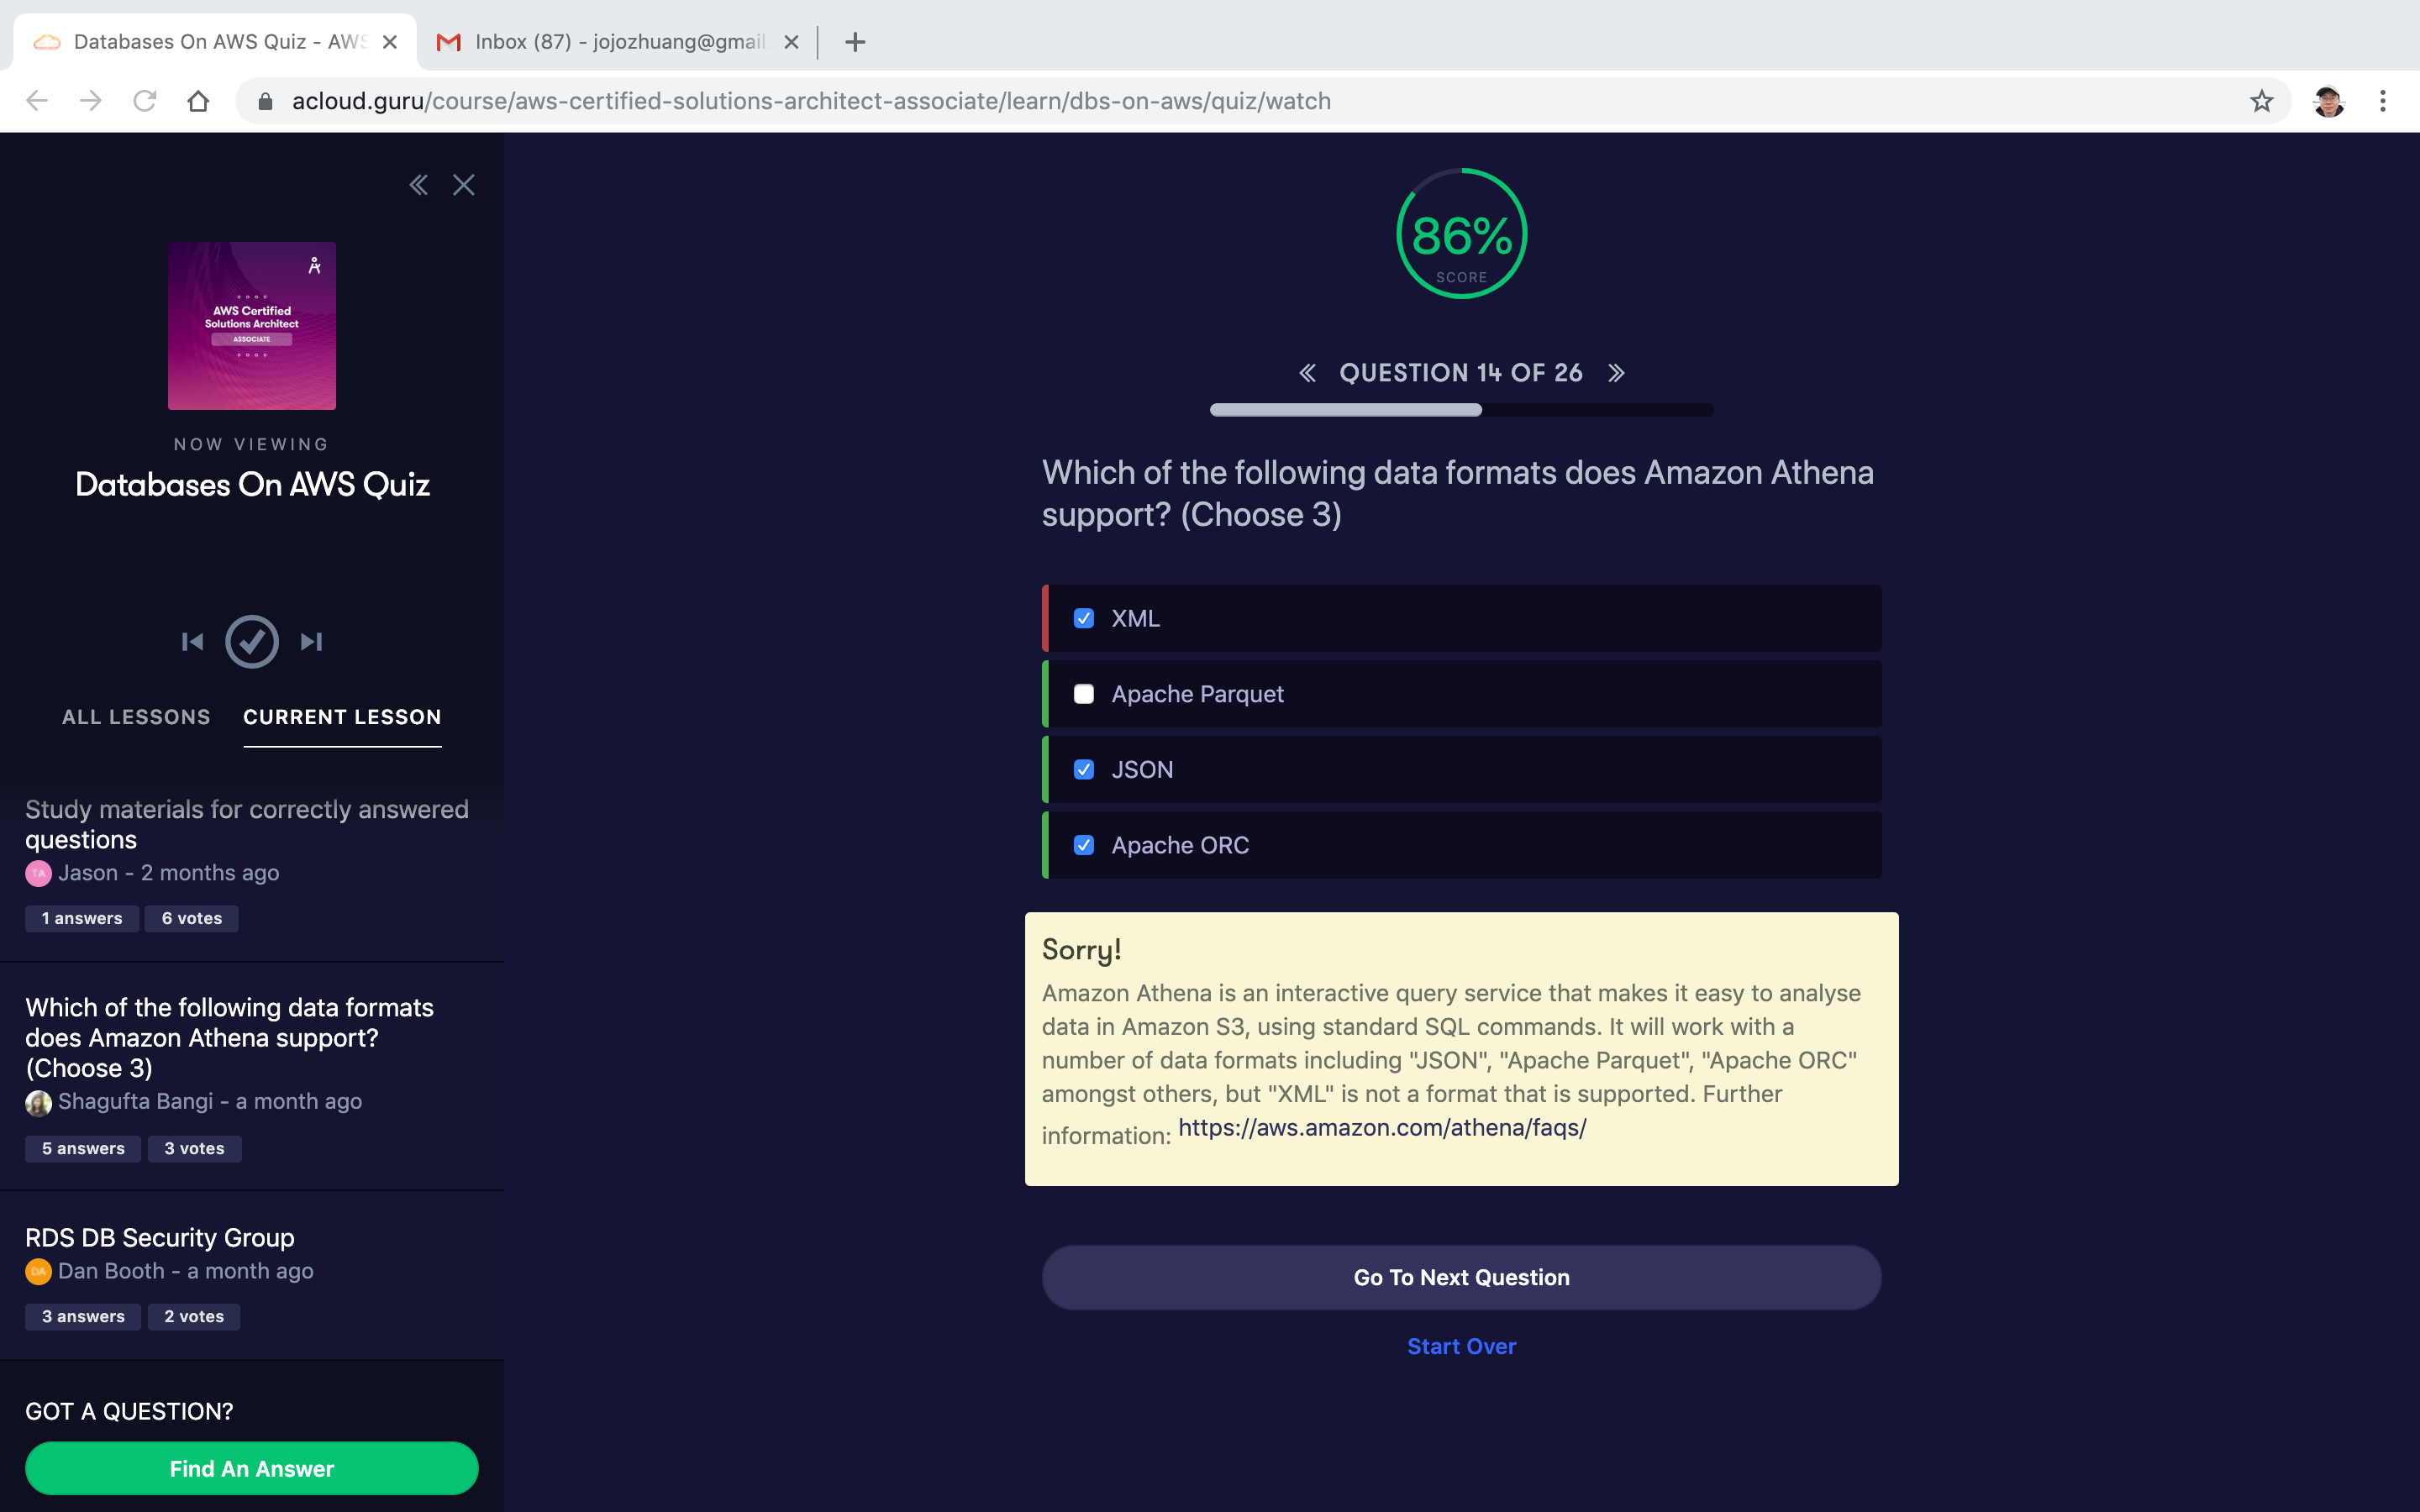 Databases On AWS Quiz - AWS
Inbox (87) - jojozhuang@gmail.
acloud.guru/course/aws-certified-solutions-architect-associate/learn/dbs-on-aws/quiz/watch
AWS Certified
Solutions Architect
ASSOCIATE
NOW VIEWING
Databases On AWS Quiz
ALL LESSONS
CURRENT LESSON
Study materials for correctly answered
questions
TA
Jason - 2 months ago
1 answers
6 votes
Which of the following data formats
does Amazon Athena support?
(Choose 3)
Shagufta Bangi - a month ago
5 answers
3 votes
RDS DB Security Group
DA
Dan Booth - a month ago
3 answers
2 votes
GOT A QUESTION?
Find An Answer
86%
SCORE
QUESTION 14 OF 26
Which of the following data formats does Amazon Athena
support? (Choose 3)
XML
Apache Parquet
JSON
Apache ORC
Sorry!
Amazon Athena is an interactive query service that makes it easy to analyse
data in Amazon S3, using standard SQL commands. It will work with a
number of data formats including "JSON", "Apache Parquet", "Apache ORC"
amongst others, but "XML" is not a format that is supported. Further
information: https://aws.amazon.com/athena/faqs/
Go To Next Question
Start Over